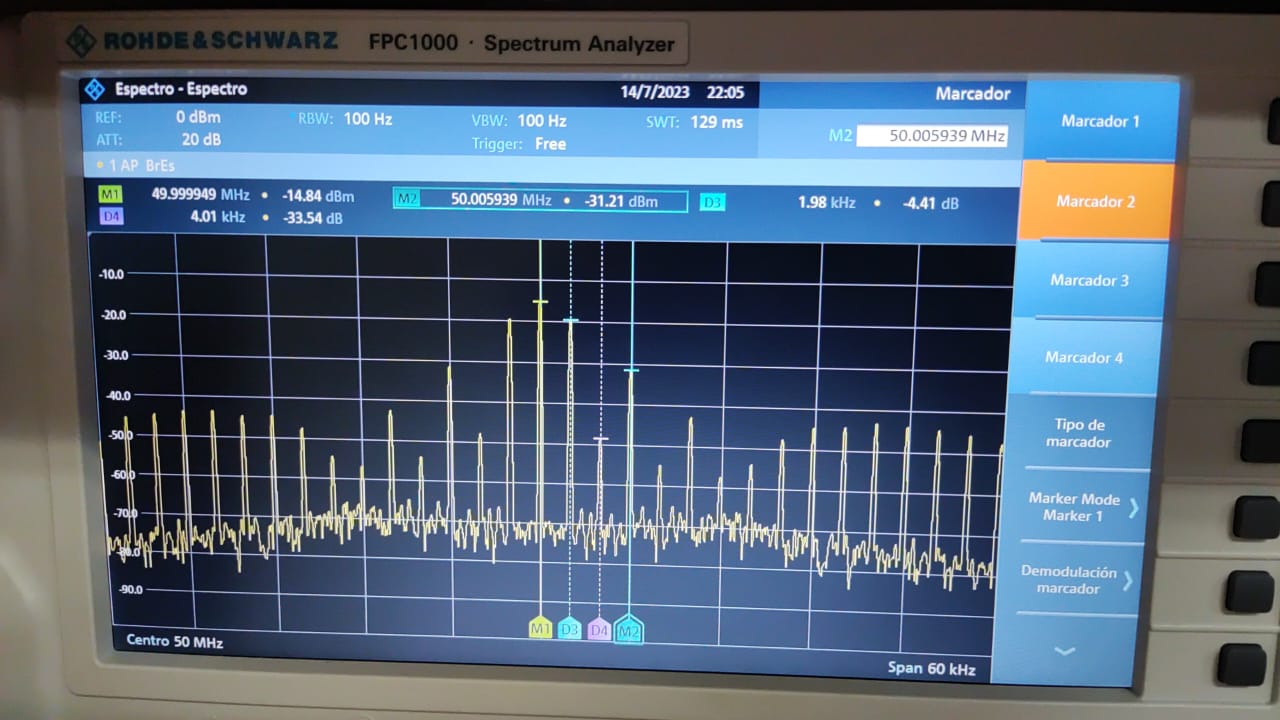 ROHDE&SCHWARZ FPC1000 · Spectrum Analyzer
Espectro - Espectro 14/7/2023 22:05 Marcador
REF: 0 dBm RBW: 100 Hz VBW: 100 Hz SWT: 129 ms
ATT: 20 dB Trigger: Free
M2 50.005939 MHz
1 AP BrEs
M1 49.999949 MHz • -14.84 dBm M2 50.005939 MHz • -31.21 dBm D3 1.98 kHz • -4.41 dB
D4 4.01 kHz • -33.54 dB
-10.0
-20.0
-30.0
-40.0
-50.0
-60.0
-70.0
-80.0
-90.0
M1 D3 D4 M2
Centro 50 MHz Span 60 kHz
Marcador 1
Marcador 2
Marcador 3
Marcador 4
Tipo de
marcador
Marker Mode
Marker 1
Demodulación
marcador